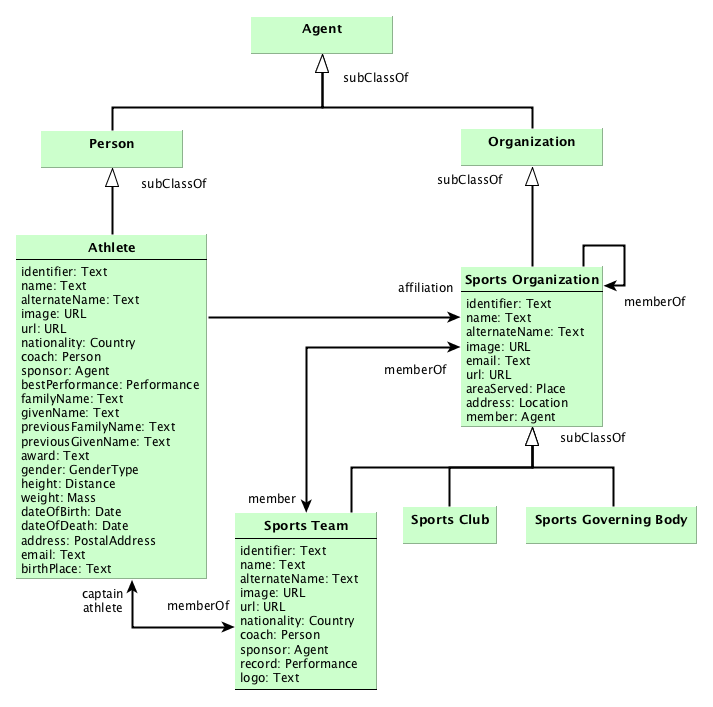 Agent
subClassOf
Person
Organization
subClassOf
subClassOf
Athlete
identifier: Text
name: Text
alternateName: Text
image: URL
url: URL
nationality: Country
coach: Person
sponsor: Agent
bestPerformance: Performance
familyName: Text
givenName: Text
previousFamilyName: Text
previousGivenName: Text
award: Text
gender: GenderType
height: Distance
weight: Mass
dateOfBirth: Date
dateOfDeath: Date
address: PostalAddress
email: Text
birthPlace: Text
affiliation
Sports Organization
identifier: Text
name: Text
alternateName: Text
image: URL
email: Text
url: URL
areaServed: Place
address: Location
member: Agent
memberOf
memberOf
subClassOf
member
Sports Team
identifier: Text
name: Text
alternateName: Text
image: URL
url: URL
nationality: Country
coach: Person
sponsor: Agent
record: Performance
logo: Text
Sports Club
Sports Governing Body
captain
athlete
memberOf